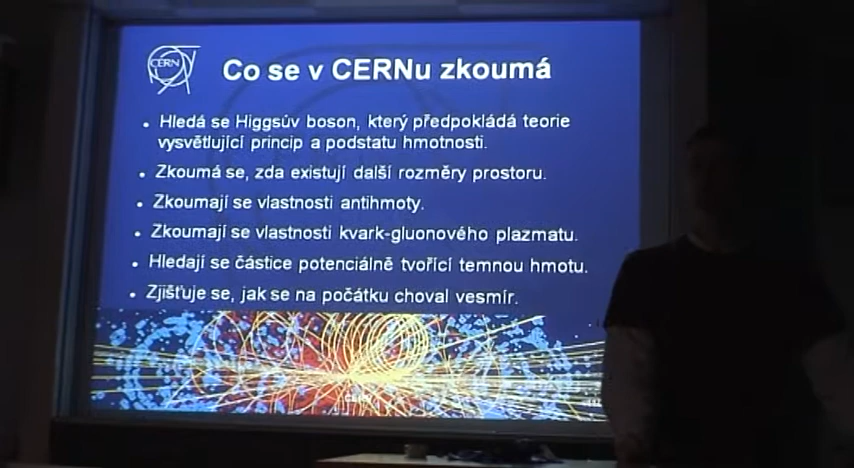 CERN
Co se v CERNu zkoumá
• Hledá se Higgsův boson, který předpokládá teorie
vysvětlující princip a podstatu hmotnosti.
• Zkoumá se, zda existují další rozměry prostoru.
• Zkoumají se vlastnosti antihmoty.
• Zkoumají se vlastnosti kvark-gluonového plazmatu.
• Hledají se částice potenciálně tvořící temnou hmotu.
• Zjišťuje se, jak se na počátku choval vesmír.
CERN